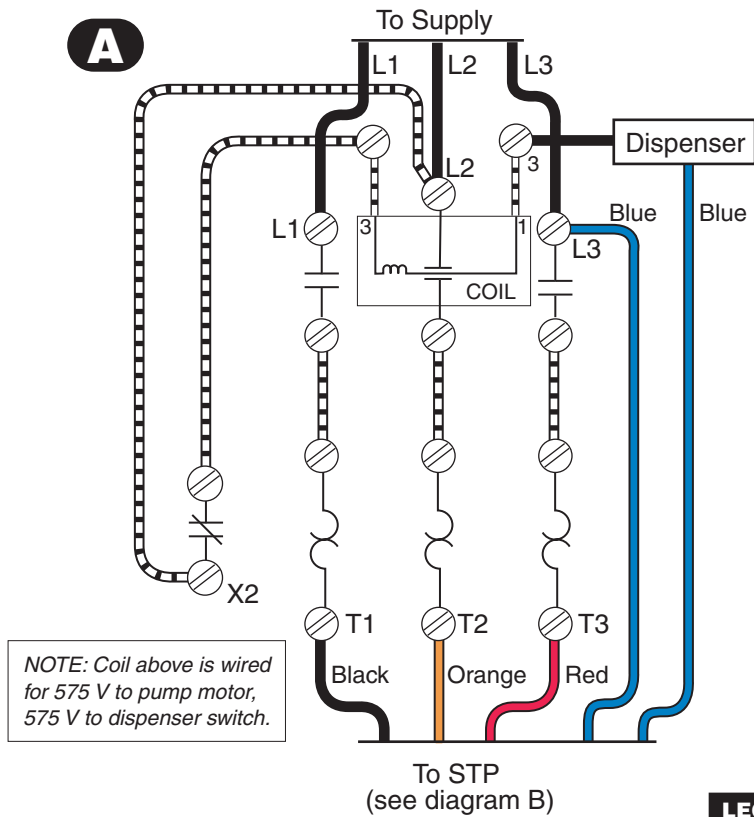 A
To Supply
L1
L2
L3
L2
3
Dispenser
L1
3
1
L3
Blue
Blue
COIL
X2
T1
T2
T3
NOTE: Coil above is wired
for 575 V to pump motor,
575 V to dispenser switch.
Black
Orange
Red
To STP
(see diagram B)